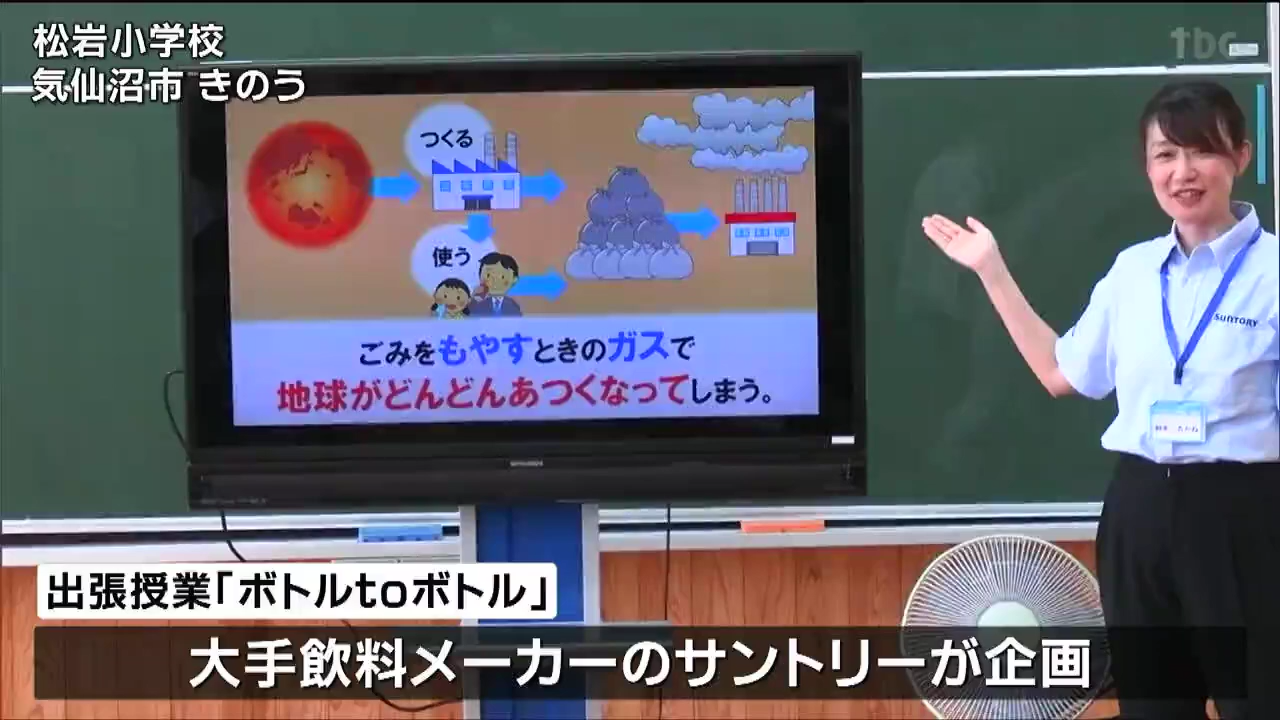 松岩小学校
気仙沼市 きのう
tbc
つくる
使う
ごみをもやすときのガスで
地球がどんどんあつくなってしまう。
SUNTORY
出張授業「ボトルtoボトル」
大手飲料メーカーのサントリーが企画